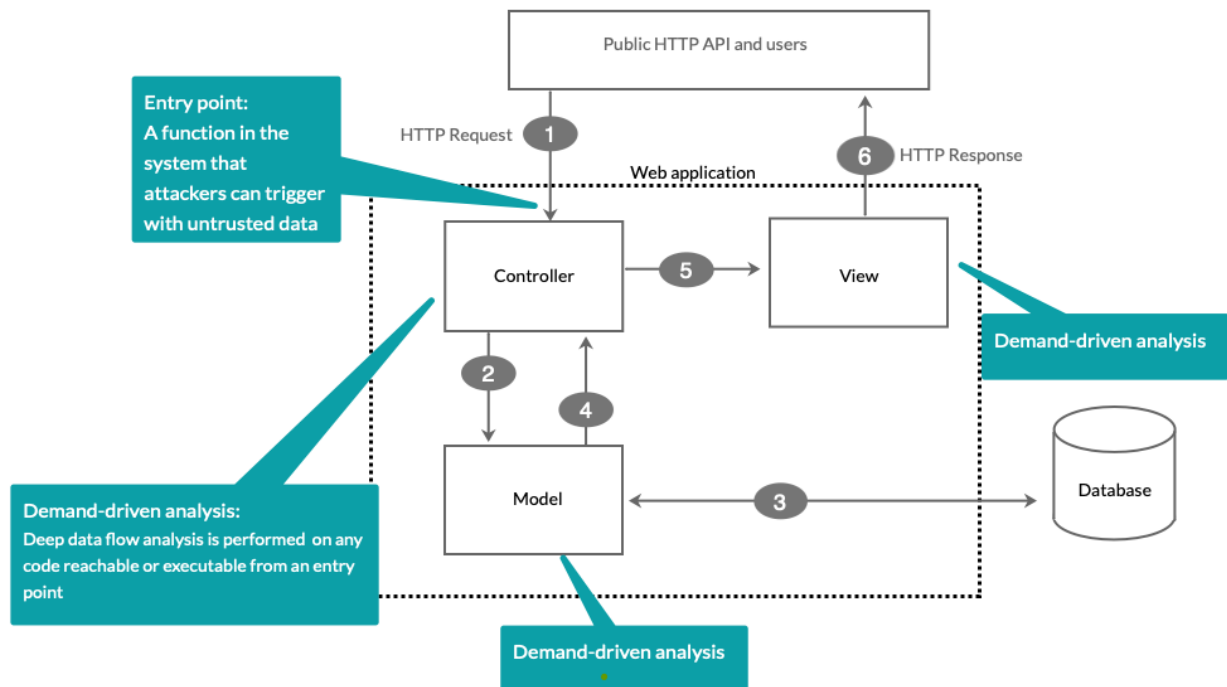 Public HTTP API and users
Entry point:
A function in the
system that
attackers can trigger
with untrusted data
HTTP Request
1
6
HTTP Response
Web application
Controller
5
View
Demand-driven analysis
2
4
Model
3
Database
Demand-driven analysis:
Deep data flow analysis is performed on any
code reachable or executable from an entry
point
Demand-driven analysis